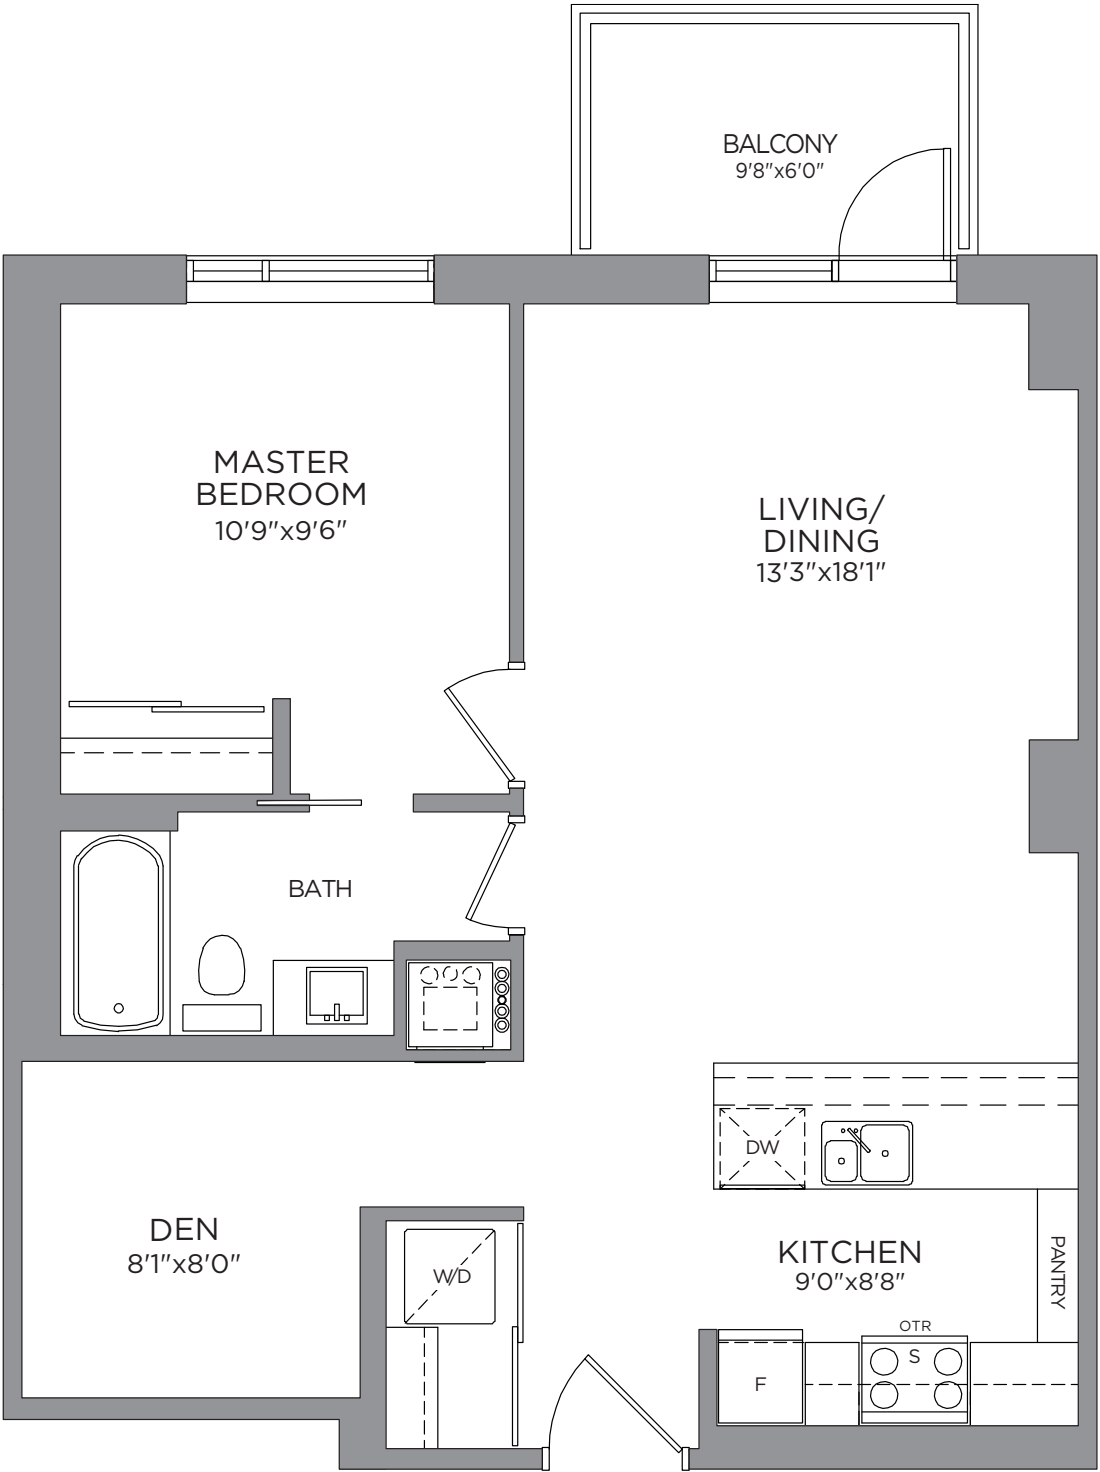 BALCONY
9'8"x6'0"
MASTER
BEDROOM
10'9"x9'6"
LIVING/
DINING
13'3"x18'1"
BATH
DW
DEN
8'1"x8'0"
W/D
KITCHEN
9'0"x8'8"
PANTRY
OTR
S
F